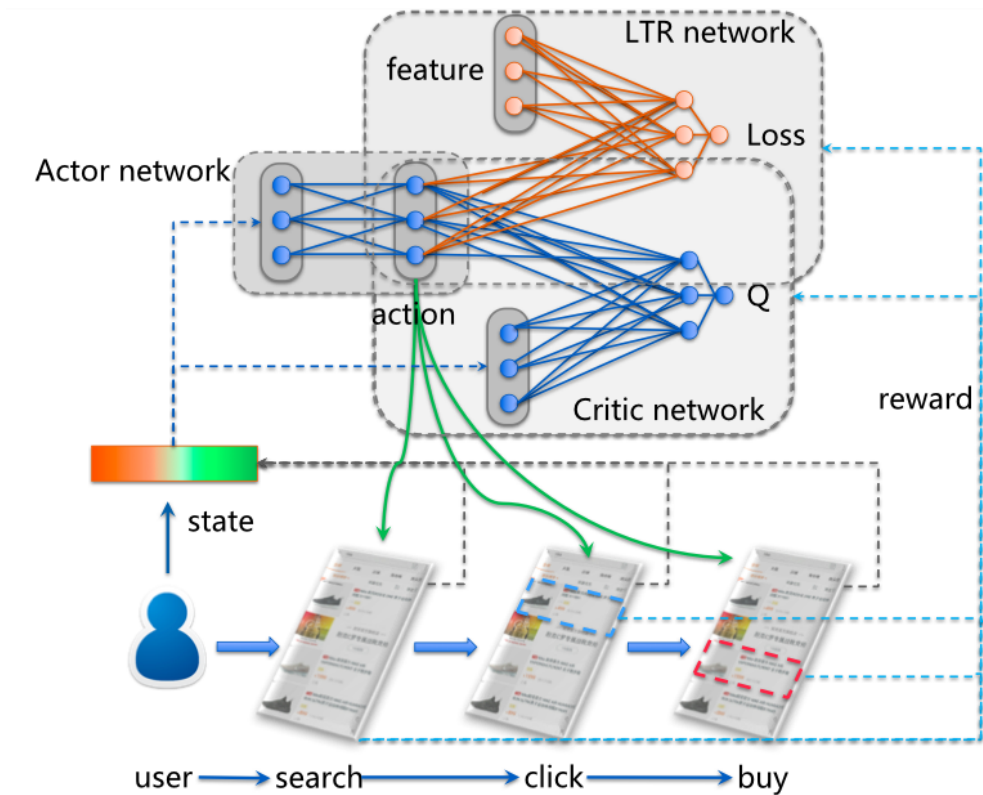 LTR network
feature
Loss
Actor network
action
Q
Critic network
reward
state
user
search
click
buy